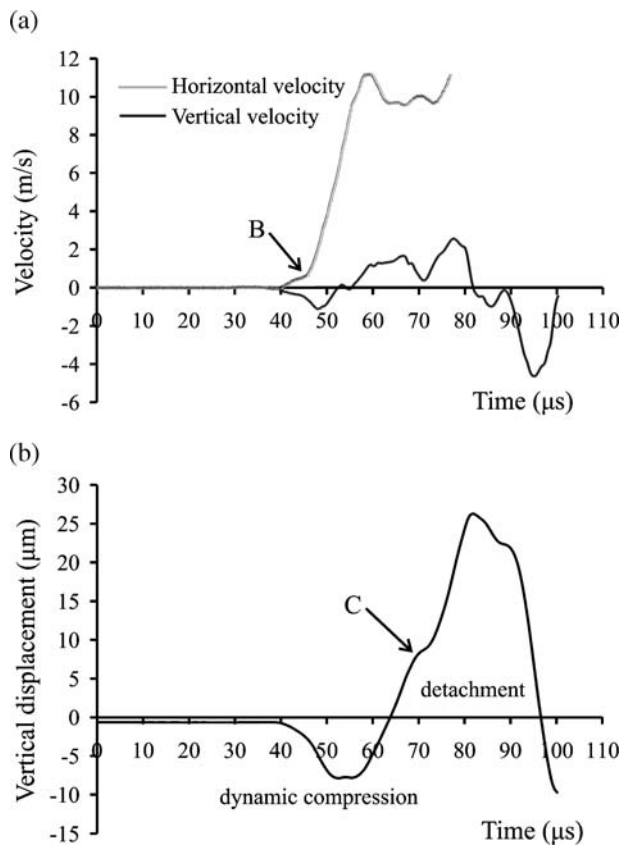 (a)
12
10
8
6
4
2
0
-2
-4
-6
Velocity (m/s)
Horizontal velocity
Vertical velocity
B
0 10 20 30 40 50 60 70 80 90 100 110
Time (μs)
(b)
30
25
20
15
10
5
0
-5
-10
-15
Vertical displacement (μm)
C
detachment
0 10 20 30 40 50 60 70 80 90 100 110
dynamic compression
Time (μs)